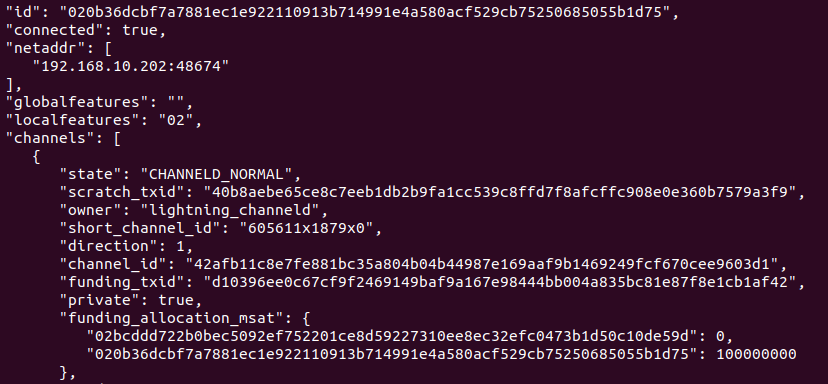 "id": "020b36dcbf7a7881ec1e922110913b714991e4a580acf529cb75250685055b1d75",
"connected": true,
"netaddr": [
"192.168.10.202:48674"
],
"globalfeatures": "",
"localfeatures": "02",
"channels": [
{
"state": "CHANNELD_NORMAL",
"scratch_txid": "40b8aebe65ce8c7eeb1db2b9fa1cc539c8ffd7f8afcffc908e0e360b7579a3f9",
"owner": "lightning_channeld",
"short_channel_id": "605611x1879x0",
"direction": 1,
"channel_id": "42afb11c8e7fe881bc35a804b04b44987e169aaf9b1469249fcf670cee9603d1",
"funding_txid": "d10396ee0c67cf9f2469149baf9a167e98444bb004a835bc81e87f8e1cb1af42",
"private": true,
"funding_allocation_msat": {
"02bcddd722b0bec5092ef752201ce8d59227310ee8ec32efc0473b1d50c10de59d": 0,
"020b36dcbf7a7881ec1e922110913b714991e4a580acf529cb75250685055b1d75": 100000000
},